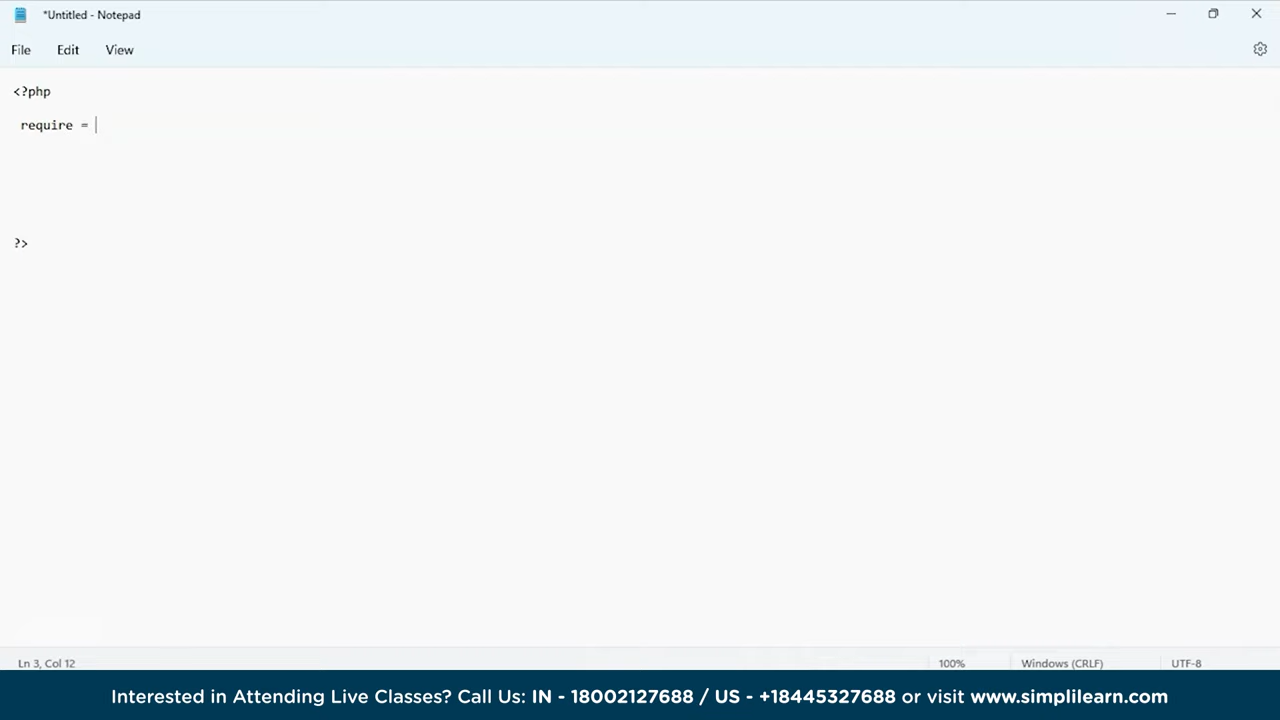 *Untitled - Notepad
File Edit View
<?php
require =
?>
Ln 3, Col 12 100% Windows (CRLF) UTF-8
Interested in Attending Live Classes? Call Us: IN - 18002127688 / US - +18445327688 or visit www.simplilearn.com